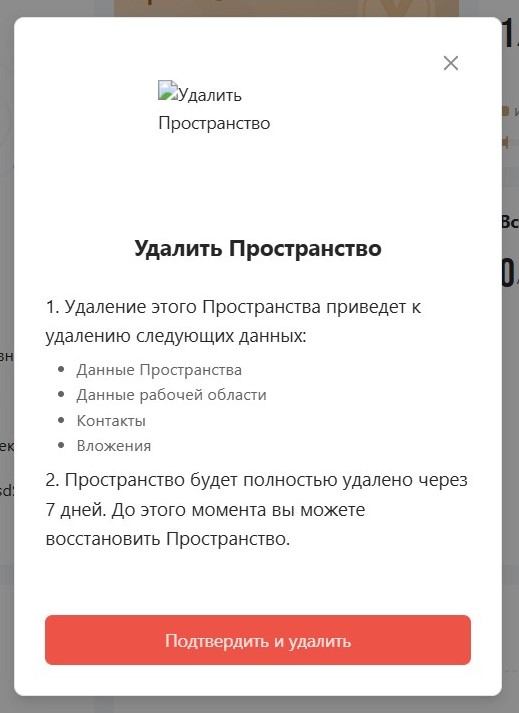 Удалить
Пространство
Удалить Пространство
1. Удаление этого Пространства приведет к
удалению следующих данных:
Данные Пространства
Данные рабочей области
Контакты
Вложения
2. Пространство будет полностью удалено через
7 дней. До этого момента вы можете
восстановить Пространство.
Подтвердить и удалить